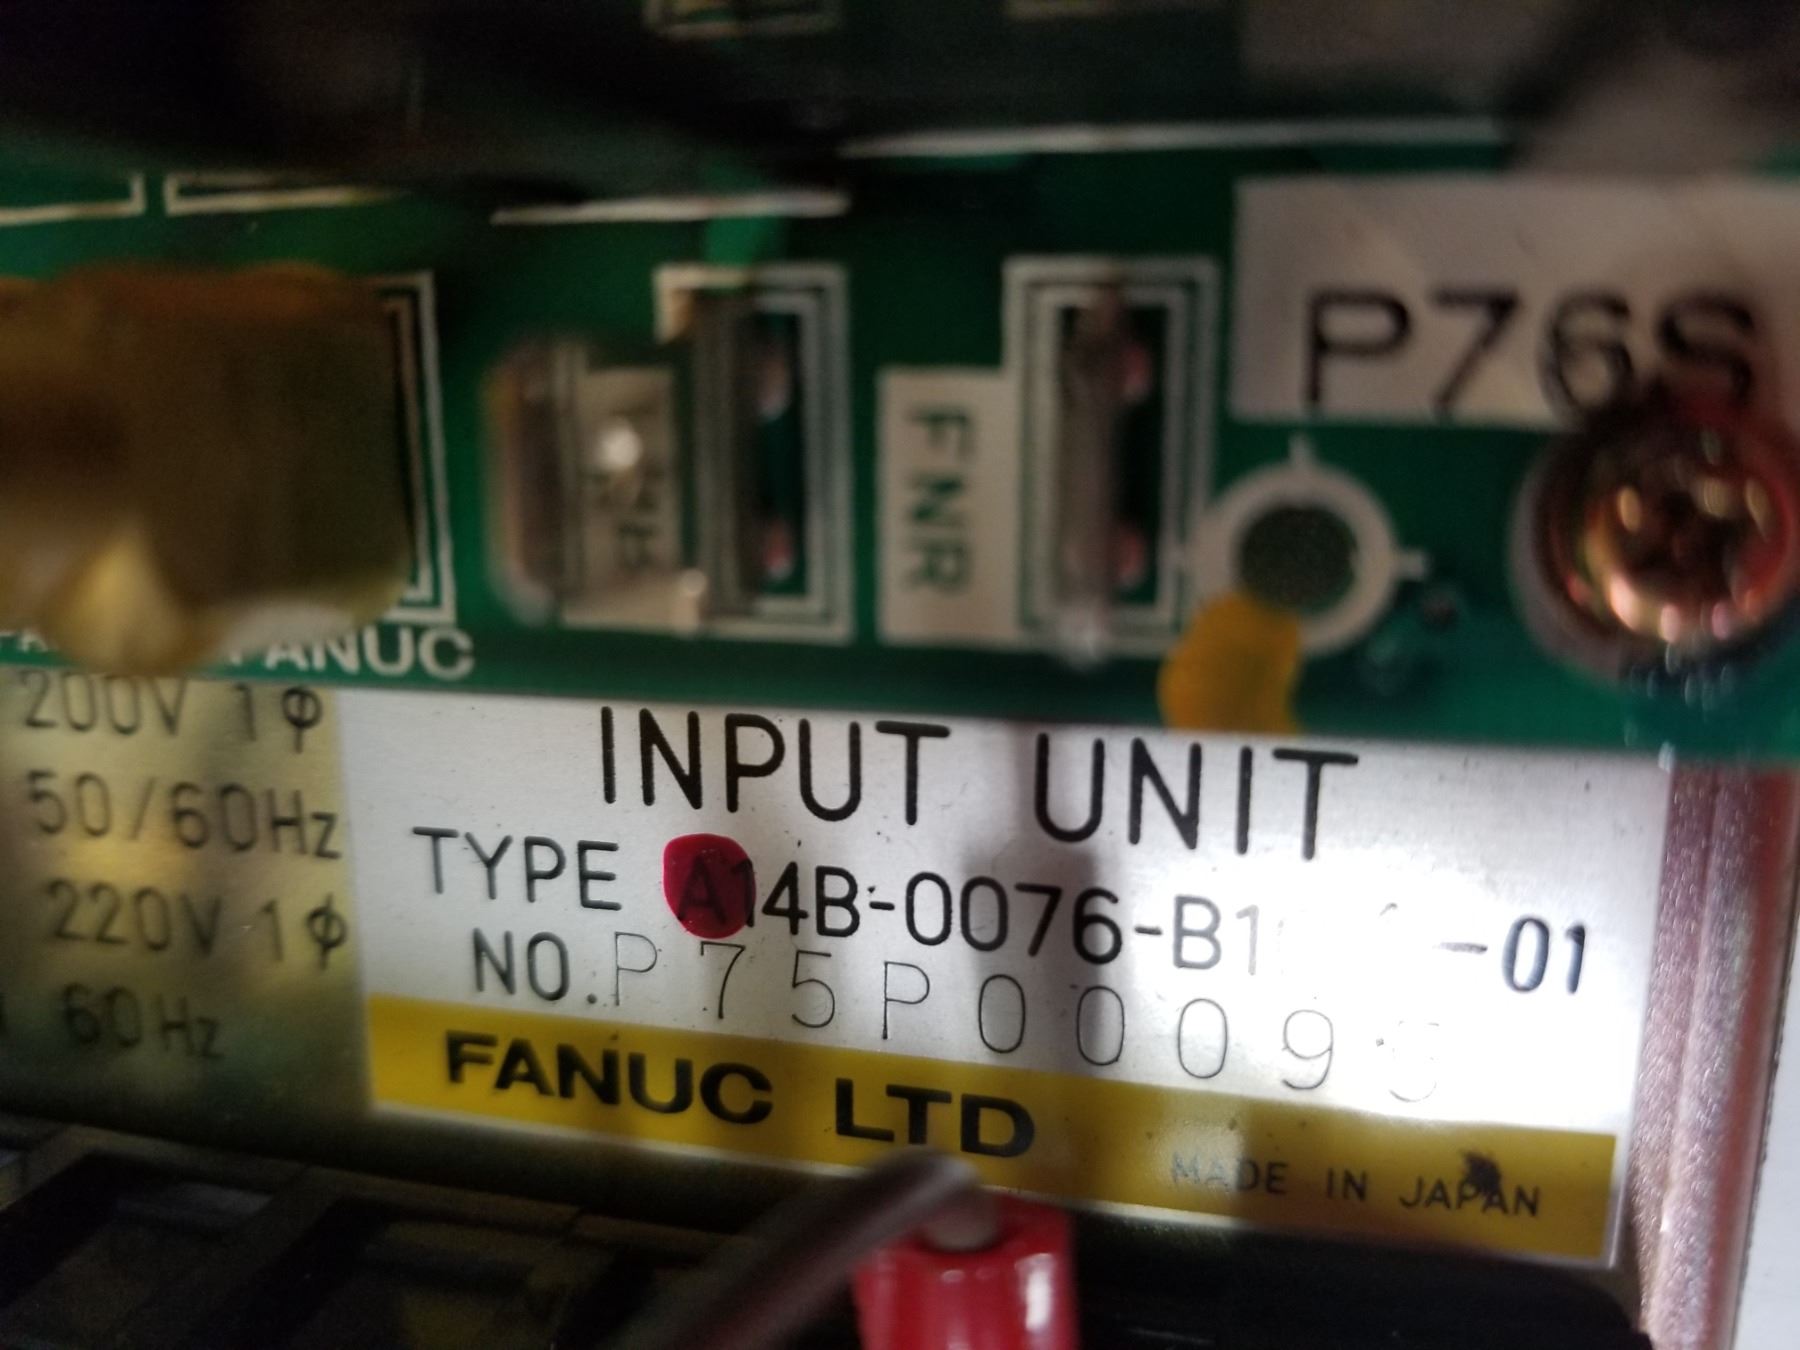 P76S
FNR
FANUC
200V 1φ
50/60Hz
220V 1φ
60Hz
INPUT UNIT
TYPE A14B-0076-B1 -01
NO.
FANUC LTD
MADE IN JAPAN